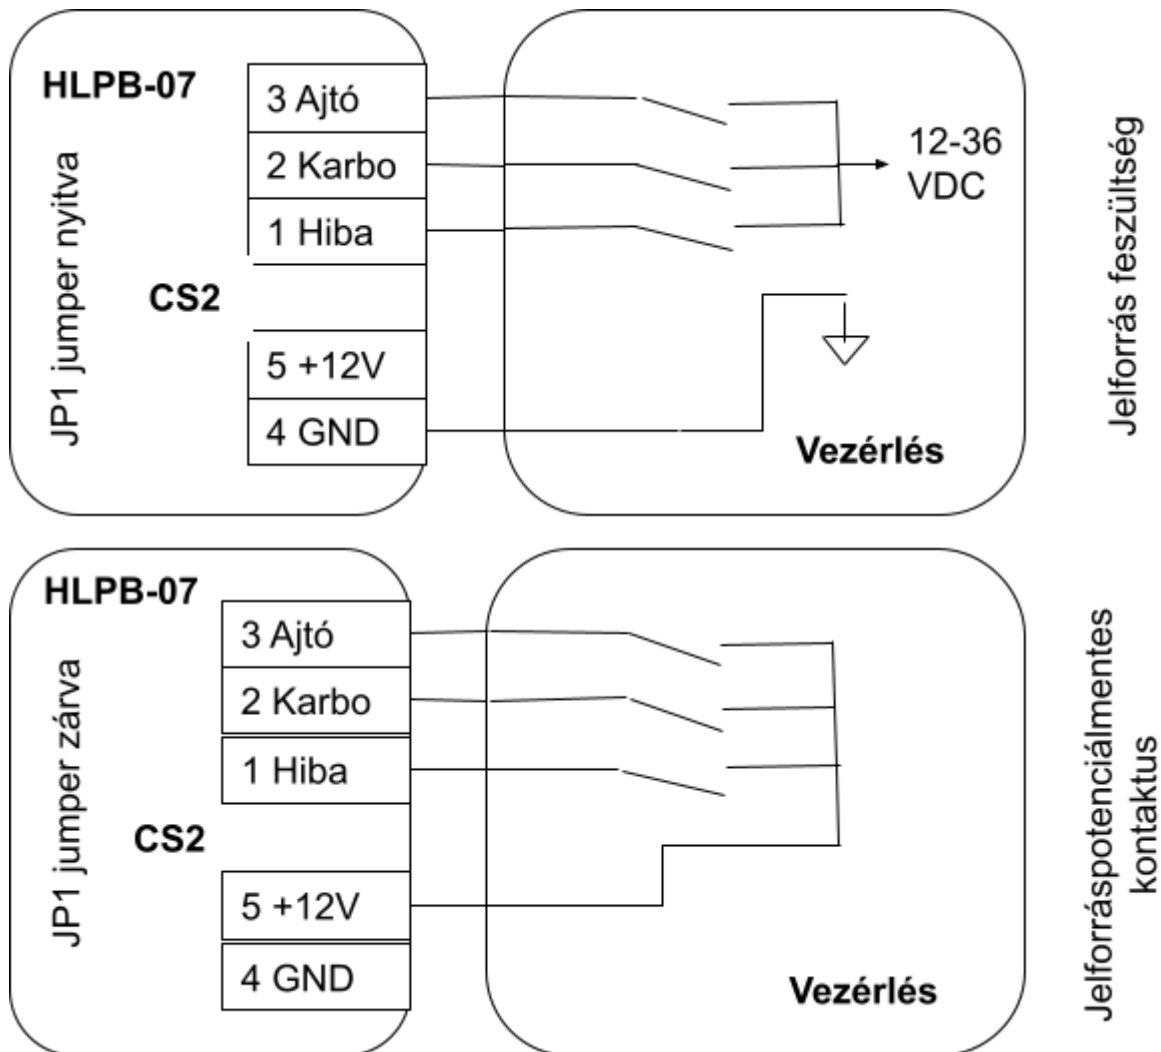 HLPB-07
JP1 jumper nyitva
3 Ajtó
2 Karbo
1 Hiba
CS2
5 +12V
4 GND
12-36
VDC
Vezérlés
Jelforrás feszültség
HLPB-07
JP1 jumper zárva
3 Ajtó
2 Karbo
1 Hiba
CS2
5 +12V
4 GND
Vezérlés
Jelforráspotenciálmentes
kontaktus